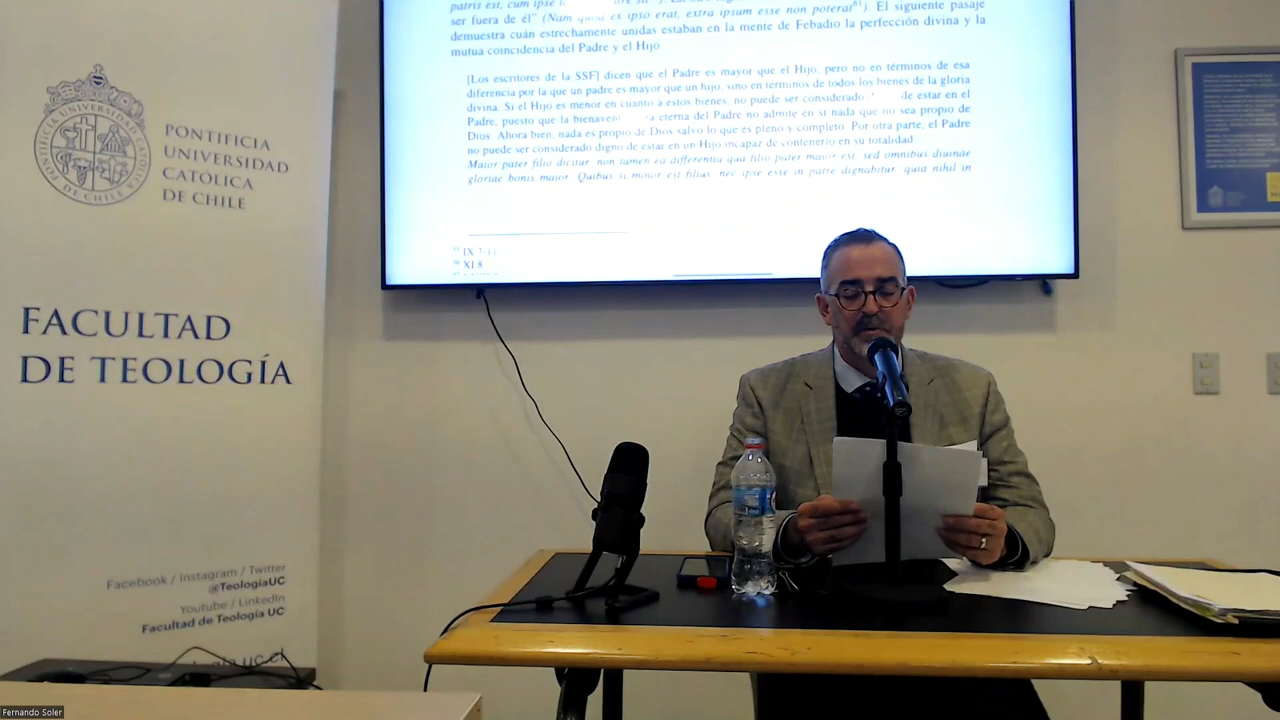 PONTIFICIA
UNIVERSIDAD
CATÓLICA
DE CHILE
FACULTAD
DE TEOLOGÍA
Facebook / Instagram / Twitter
@TeologiaUC
Youtube / LinkedIn
Facultad de Teología UC
patris est, cum ipse
ser fuera de él" (Nam ex ipso erat, extra ipsum esse non poterat). El siguiente pasaje
demuestra cuán estrechamente unidas estaban en la mente de Febadio la perfección divina y la
mutua coincidencia del Padre y el Hijo
[Los escritores de la SSF] dicen que el Padre es mayor que el Hijo, pero no en términos de esa
diferencia por la que un padre es mayor que un hijo, sino en términos de todos los bienes de la gloria
divina. Si el Hijo es menor en cuanto a estos bienes, no puede ser considerado de estar en el
Padre, puesto que la eterna del Padre no admite en sí nada que no sea propio de
Dios. Ahora bien, nada es propio de Dios salvo lo que es pleno y completo. Por otra parte, el Padre
no puede ser considerado digno de estar en un Hijo incapaz de contenerlo en su totalidad
Maior pater filio dicitur, non tamen ea differentia qua filio pater maior est, sed omnibus diuinae
gloriae bonis maior. Quibus si minor est filius, nec ipse esse in patre dignabitur, quia nihil in
IX 7-11
XI 8
Fernando Soler